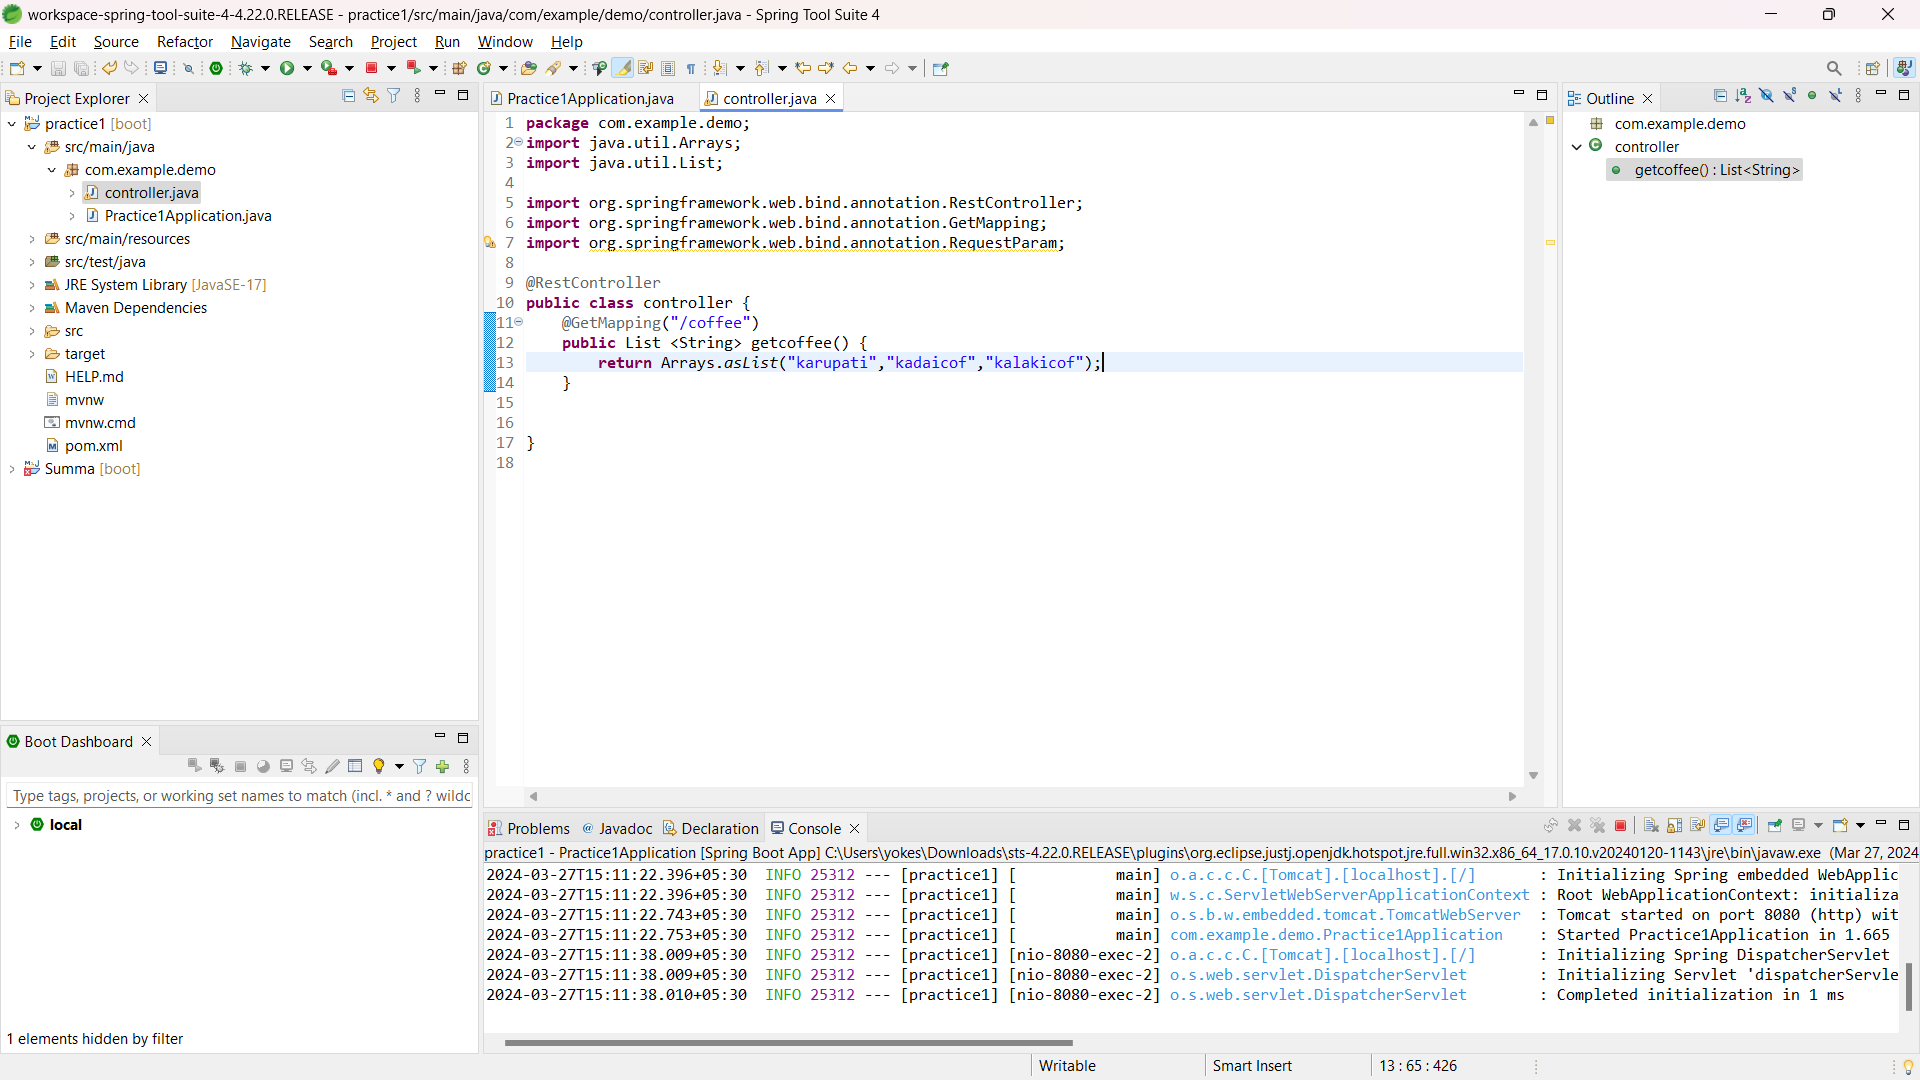 workspace-spring-tool-suite-4-4.22.0.RELEASE - practice1/src/main/java/com/example/demo/controller.java - Spring Tool Suite 4
File Edit Source Refactor Navigate Search Project Run Window Help
Project Explorer
practice1 [boot]
src/main/java
com.example.demo
controller.java
Practice1Application.java
src/main/resources
src/test/java
JRE System Library [JavaSE-17]
Maven Dependencies
src
target
HELP.md
mvnw
mvnw.cmd
pom.xml
Summa [boot]
Practice1Application.java controller.java
1 package com.example.demo;
2 import java.util.Arrays;
3 import java.util.List;
4
5 import org.springframework.web.bind.annotation.RestController;
6 import org.springframework.web.bind.annotation.GetMapping;
7 import org.springframework.web.bind.annotation.RequestParam;
8
9 @RestController
10 public class controller {
11 @GetMapping("/coffee")
12 public List <String> getcoffee() {
13 return Arrays.asList("karupati","kadaicof","kalakicof");
14 }
15
16
17 }
18
Outline
com.example.demo
controller
getcoffee() : List<String>
Boot Dashboard
Type tags, projects, or working set names to match (incl. * and ? wildc
local
1 elements hidden by filter
Problems Javadoc Declaration Console
practice1 - Practice1Application [Spring Boot App] C:\Users\yokes\Downloads\sts-4.22.0.RELEASE\plugins\org.eclipse.justj.openjdk.hotspot.jre.full.win32.x86_64_17.0.10.v20240120-1143\jre\bin\javaw.exe (Mar 27, 2024
2024-03-27T15:11:22.396+05:30 INFO 25312 --- [practice1] [ main] o.a.c.c.C.[Tomcat].[localhost].[/] : Initializing Spring embedded WebApplic
2024-03-27T15:11:22.396+05:30 INFO 25312 --- [practice1] [ main] w.s.c.ServletWebServerApplicationContext : Root WebApplicationContext: initializa
2024-03-27T15:11:22.743+05:30 INFO 25312 --- [practice1] [ main] o.s.b.w.embedded.tomcat.TomcatWebServer : Tomcat started on port 8080 (http) wit
2024-03-27T15:11:22.753+05:30 INFO 25312 --- [practice1] [ main] com.example.demo.Practice1Application : Started Practice1Application in 1.665
2024-03-27T15:11:38.009+05:30 INFO 25312 --- [practice1] [nio-8080-exec-2] o.a.c.c.C.[Tomcat].[localhost].[/] : Initializing Spring DispatcherServlet
2024-03-27T15:11:38.009+05:30 INFO 25312 --- [practice1] [nio-8080-exec-2] o.s.web.servlet.DispatcherServlet : Initializing Servlet 'dispatcherServle
2024-03-27T15:11:38.010+05:30 INFO 25312 --- [practice1] [nio-8080-exec-2] o.s.web.servlet.DispatcherServlet : Completed initialization in 1 ms
Writable Smart Insert 13 : 65 : 426